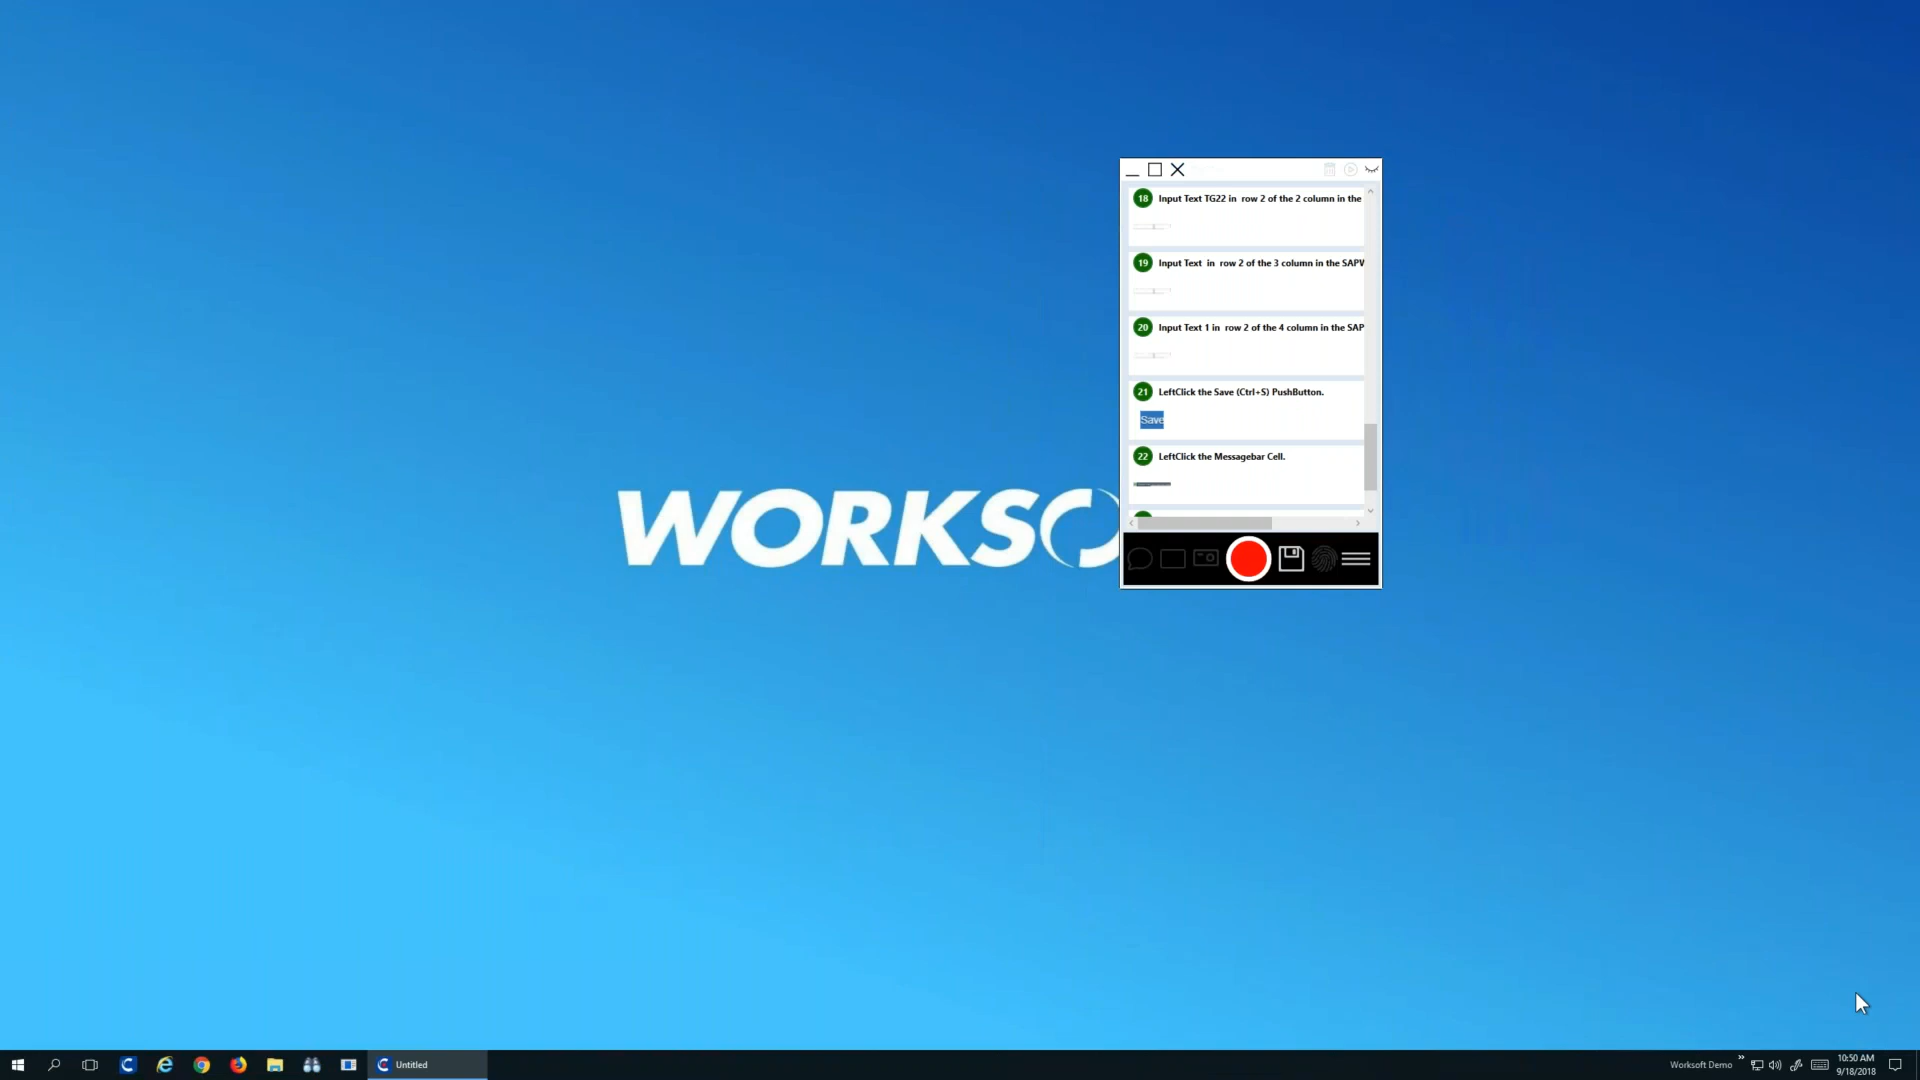 18 Input Text TG22 in row 2 of the 2 column in the
19 Input Text in row 2 of the 3 column in the SAPW
20 Input Text 1 in row 2 of the 4 column in the SAP
21 LeftClick the Save (Ctrl+S) PushButton.
Save
22 LeftClick the Messagebar Cell.
WORKSO
Untitled
Worksoft Demo
10:50 AM
9/18/2018